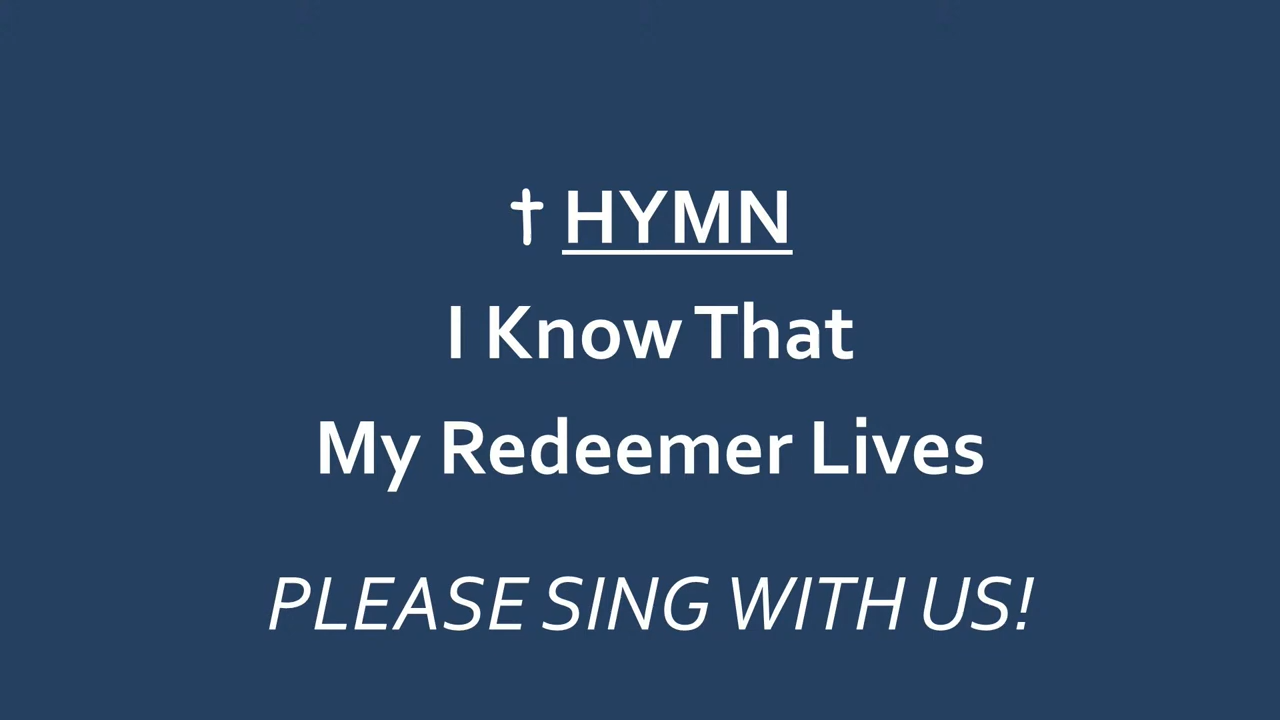 † HYMN
I Know That
My Redeemer Lives
PLEASE SING WITH US!